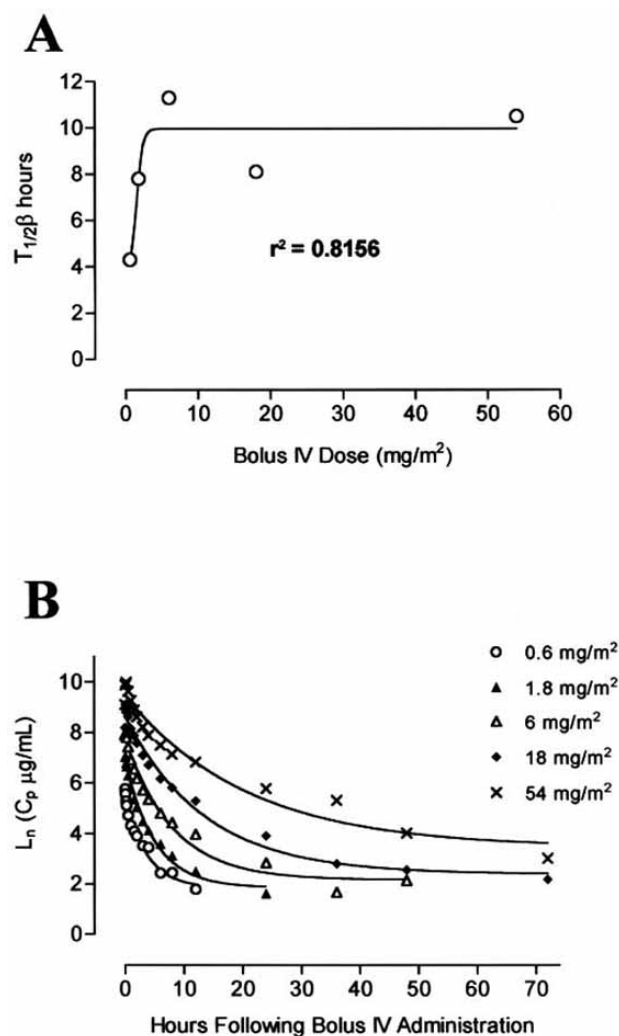 A
12
10
8
6
4
2
0
T1/2β hours
r² = 0.8156
0 10 20 30 40 50 60
Bolus IV Dose (mg/m²)
B
10
8
6
4
2
0
Ln (Cp μg/mL)
0.6 mg/m²
1.8 mg/m²
6 mg/m²
18 mg/m²
54 mg/m²
0 10 20 30 40 50 60 70
Hours Following Bolus IV Administration